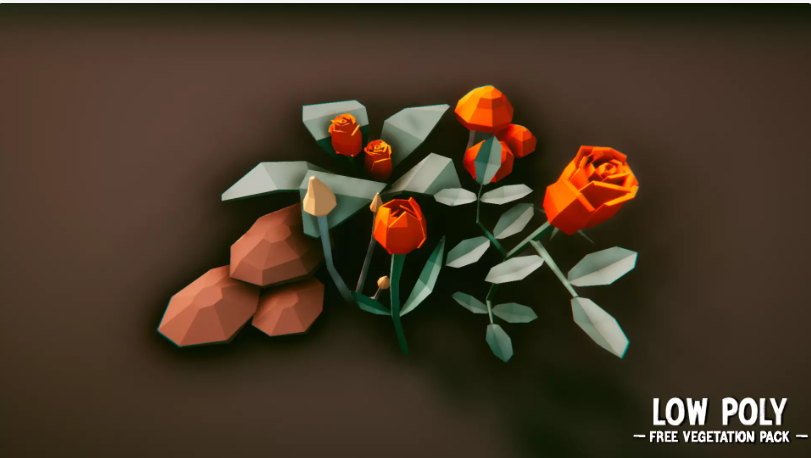 LOW POLY
— FREE VEGETATION PACK —